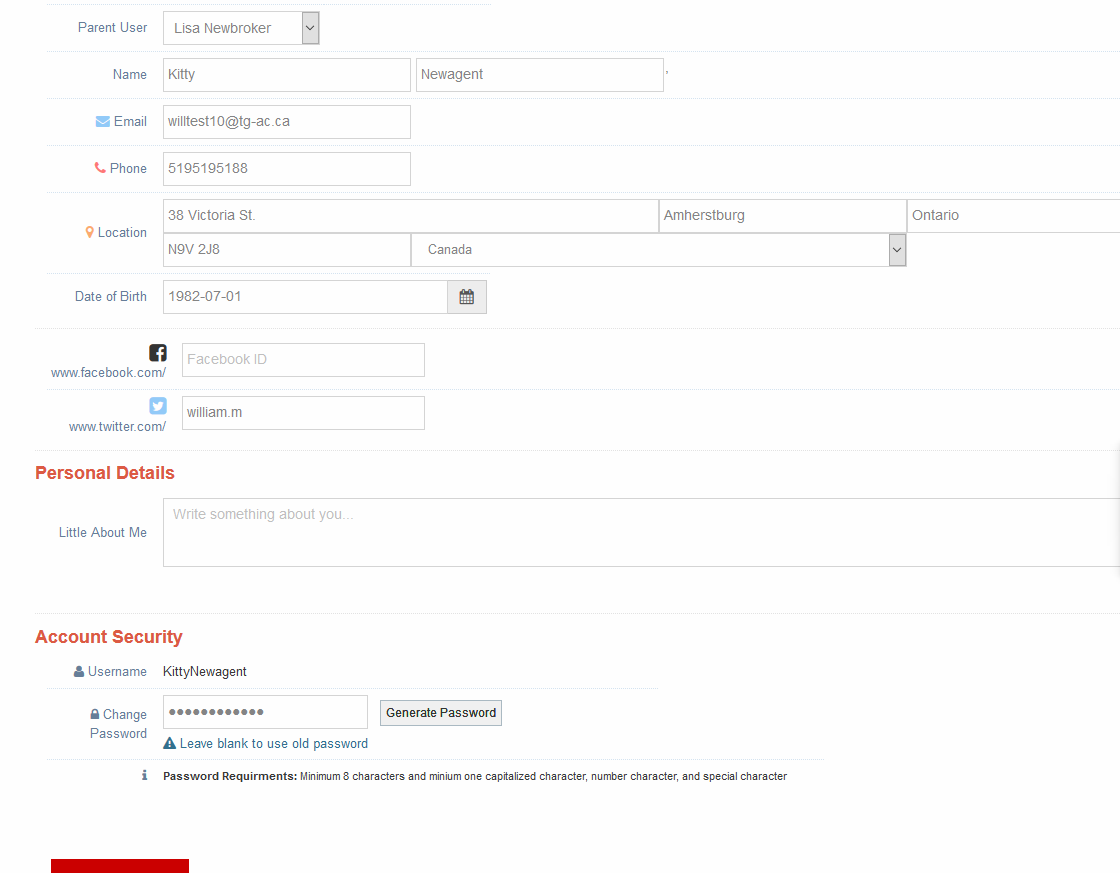 Parent User Lisa Newbroker
Name Kitty Newagent ,
Email willtest10@tg-ac.ca
Phone 5195195188
38 Victoria St. Amherstburg Ontario
Location
N9V 2J8 Canada
Date of Birth 1982-07-01
Facebook ID
www.facebook.com/
william.m
www.twitter.com/
Personal Details
Write something about you...
Little About Me
Account Security
Username KittyNewagent
Change
Password
●●●●●●●●●●●● Generate Password
Leave blank to use old password
Password Requirments: Minimum 8 characters and minium one capitalized character, number character, and special character